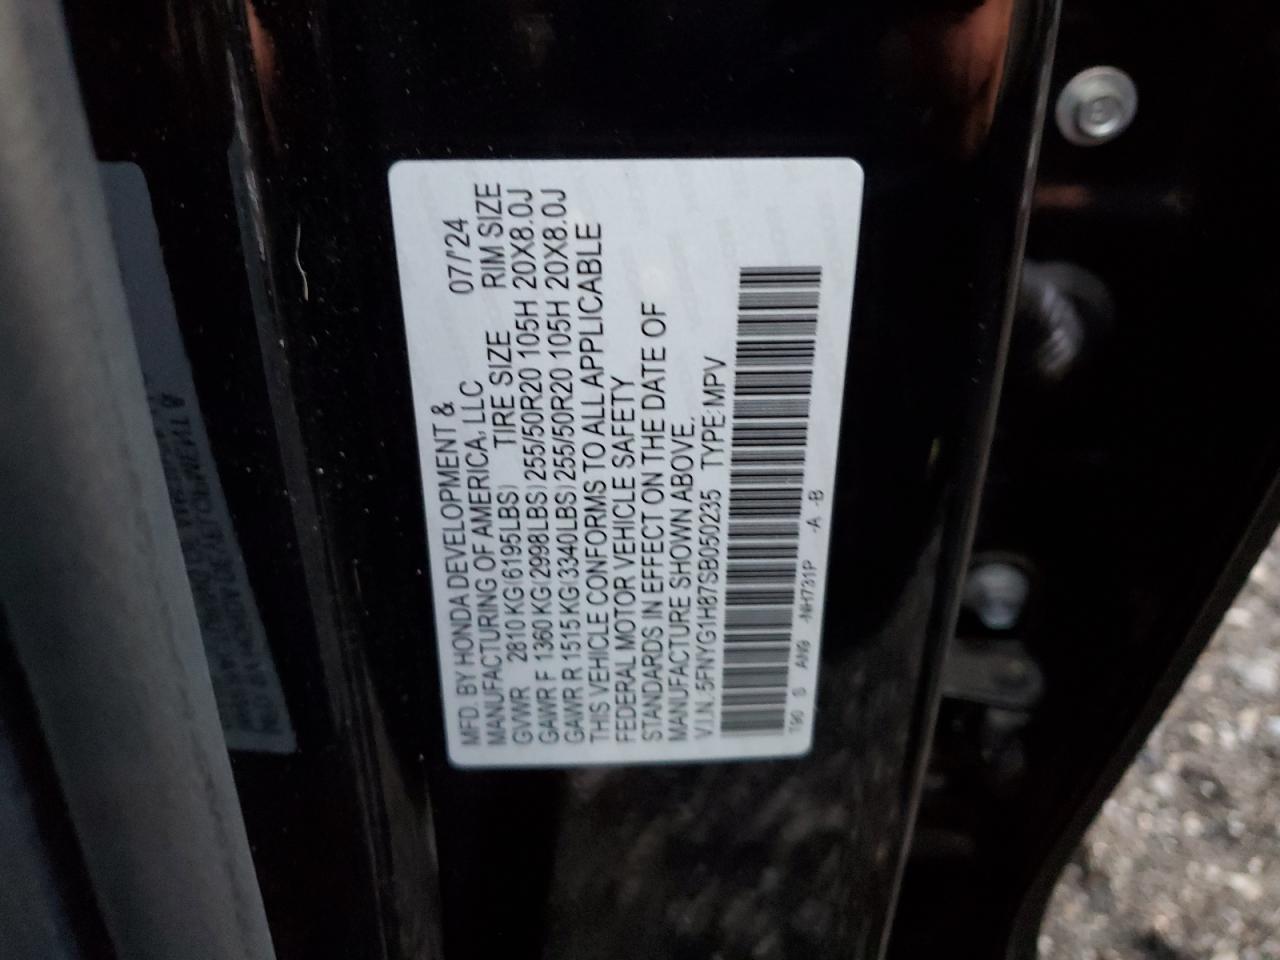 MFD. BY HONDA DEVELOPMENT &
MANUFACTURING OF AMERICA, LLC 07/'24
GVWR 2810 KG(6195LBS) TIRE SIZE RIM SIZE
GAWR F 1360 KG(2998LBS) 255/50R20 105H 20X8.0J
GAWR R 1515 KG(3340LBS) 255/50R20 105H 20X8.0J
THIS VEHICLE CONFORMS TO ALL APPLICABLE
FEDERAL MOTOR VEHICLE SAFETY
STANDARDS IN EFFECT ON THE DATE OF
MANUFACTURE SHOWN ABOVE.
V.I.N.:5FNYG1H87SB050235 TYPE:MPV
T90 S AN9 -NH731P -A -B